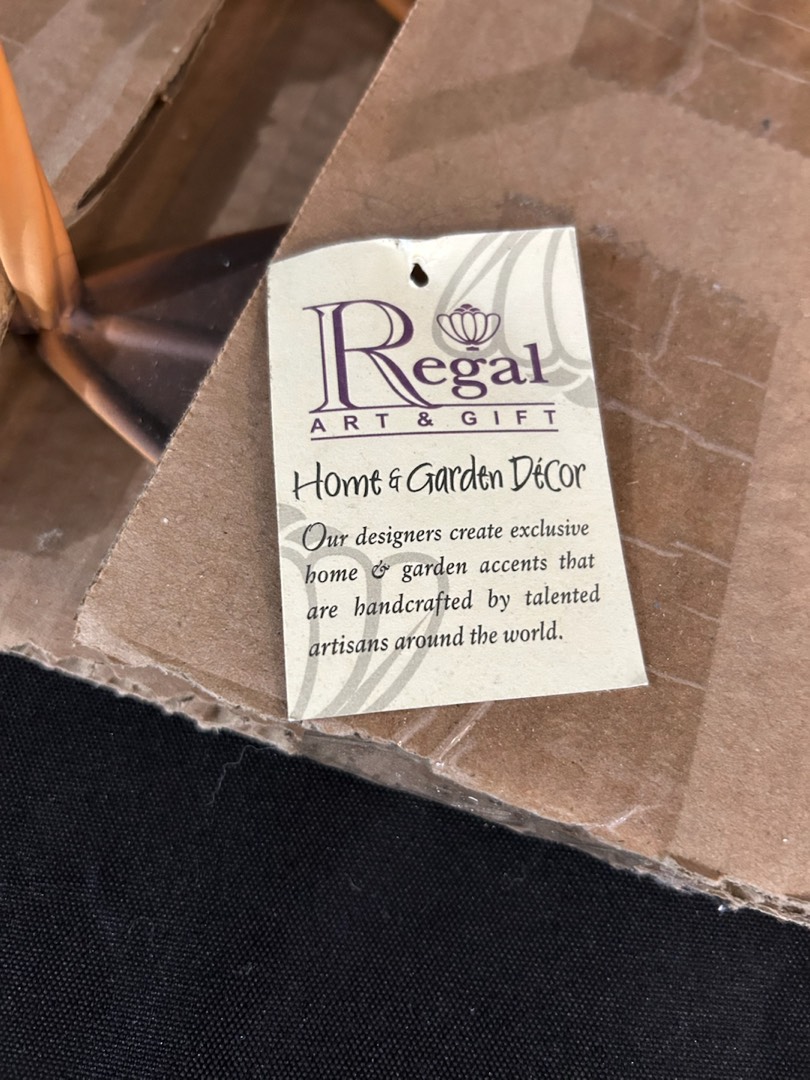 Regal
ART & GIFT
Home & Garden Décor
Our designers create exclusive
home & garden accents that
are handcrafted by talented
artisans around the world.